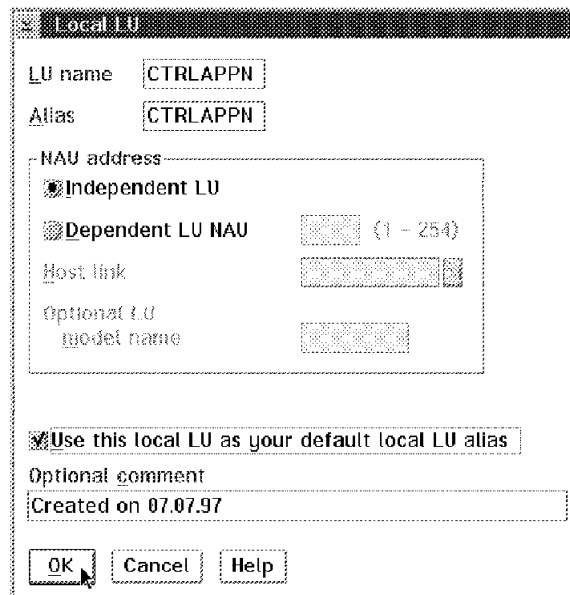 Local LU
LU name CTRLAPPN
Alias CTRLAPPN
NAU address
Independent LU
Dependent LU NAU (1 - 254)
Host link
Optional LU
model name
Use this local LU as your default local LU alias
Optional comment
Created on 07.07.97
OK Cancel Help